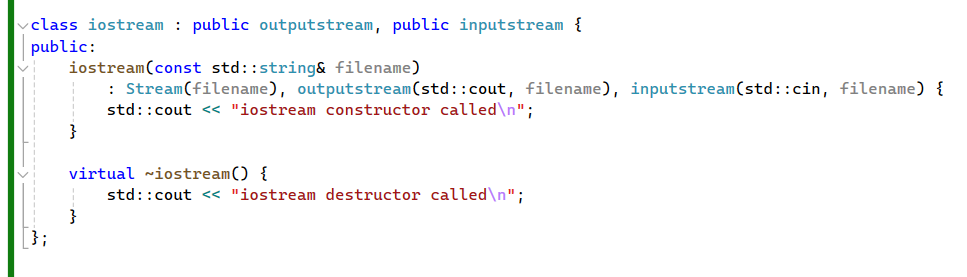 class iostream : public outputstream, public inputstream {
public:
    iostream(const std::string& filename)
        : Stream(filename), outputstream(std::cout, filename), inputstream(std::cin, filename) {
        std::cout << "iostream constructor called\n";
    }

    virtual ~iostream() {
        std::cout << "iostream destructor called\n";
    }
};